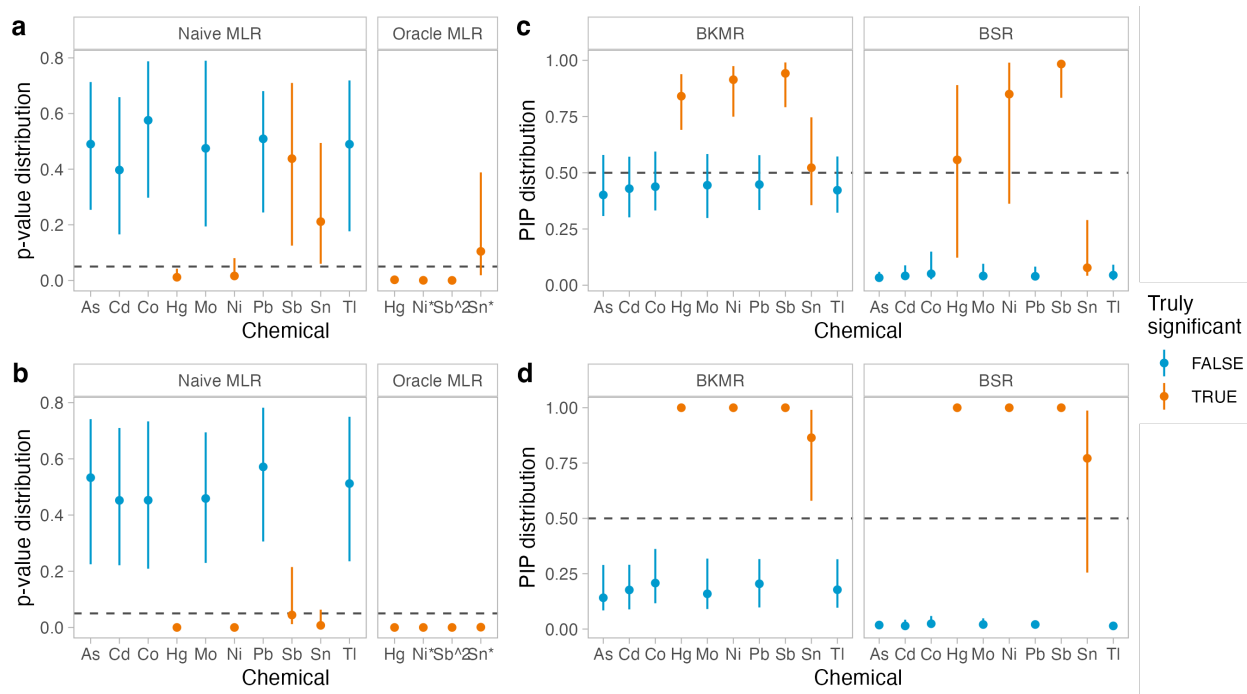 a
Naive MLR
Oracle MLR
p-value distribution
0.8
0.6
0.4
0.2
0.0
As Cd Co Hg Mo Ni Pb Sb Sn Tl
Hg Ni* Sb^2 Sn*
Chemical
c
BKMR
BSR
PIP distribution
1.00
0.75
0.50
0.25
0.00
As Cd Co Hg Mo Ni Pb Sb Sn Tl
As Cd Co Hg Mo Ni Pb Sb Sn Tl
Chemical
b
Naive MLR
Oracle MLR
p-value distribution
0.8
0.6
0.4
0.2
0.0
As Cd Co Hg Mo Ni Pb Sb Sn Tl
Hg Ni* Sb^2 Sn*
Chemical
d
BKMR
BSR
PIP distribution
1.00
0.75
0.50
0.25
0.00
As Cd Co Hg Mo Ni Pb Sb Sn Tl
As Cd Co Hg Mo Ni Pb Sb Sn Tl
Chemical
Truly
significant
FALSE
TRUE